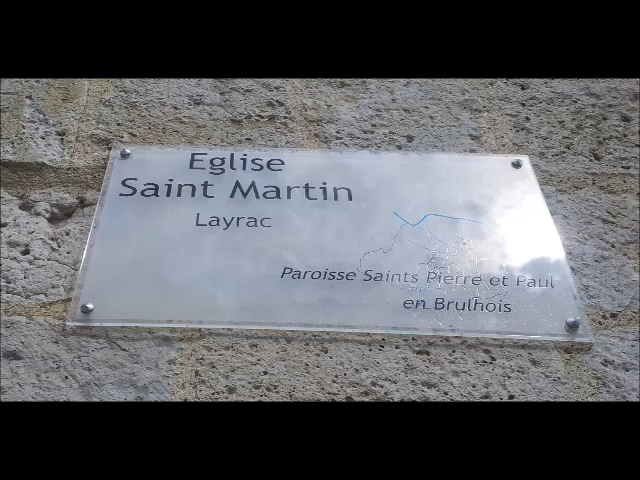 Eglise
Saint Martin
Layrac
Paroisse Saints Pierre et Paul
en Brulhois